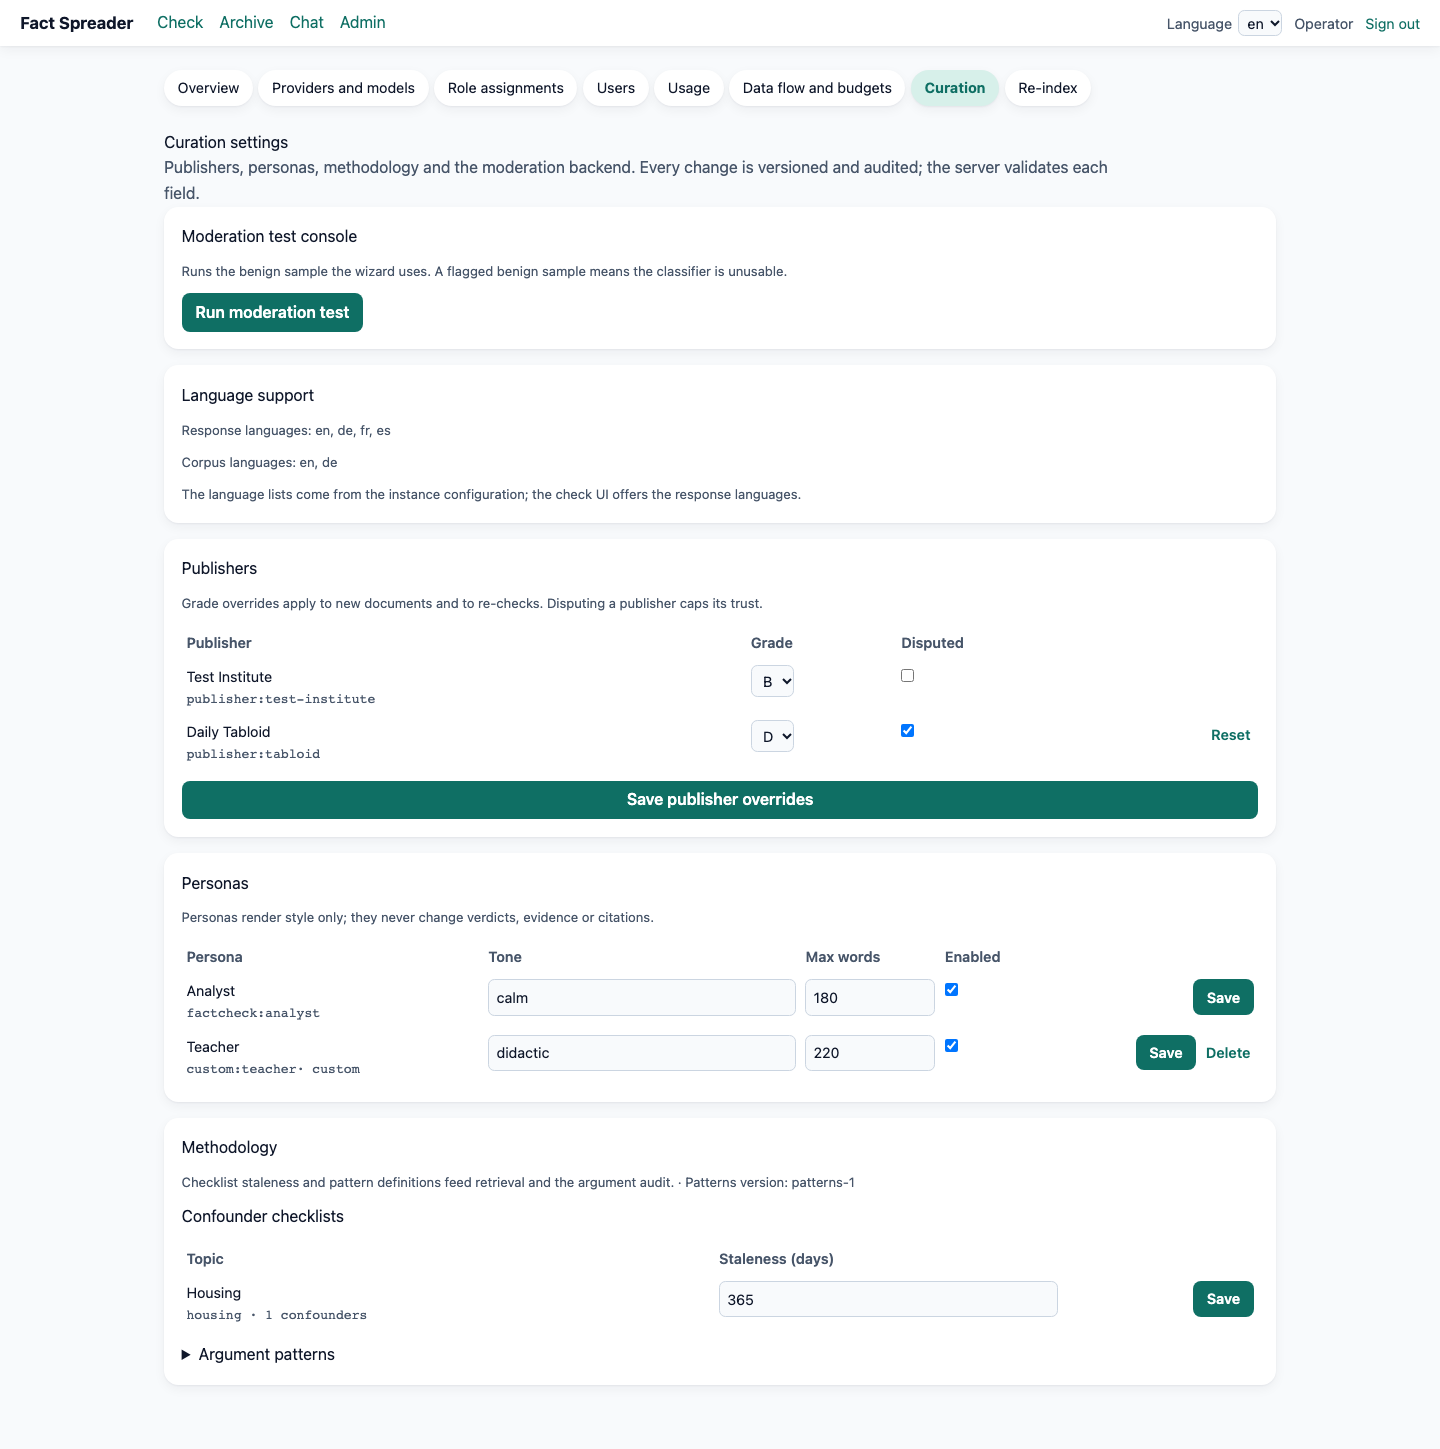 Fact Spreader Check Archive Chat Admin Language en Operator Sign out
Overview Providers and models Role assignments Users Usage Data flow and budgets Curation Re-index
Curation settings
Publishers, personas, methodology and the moderation backend. Every change is versioned and audited; the server validates each
field.
Moderation test console
Runs the benign sample the wizard uses. A flagged benign sample means the classifier is unusable.
Run moderation test
Language support
Response languages: en, de, fr, es
Corpus languages: en, de
The language lists come from the instance configuration; the check UI offers the response languages.
Publishers
Grade overrides apply to new documents and to re-checks. Disputing a publisher caps its trust.
Publisher Grade Disputed
Test Institute B
publisher:test-institute
Daily Tabloid D Reset
publisher:tabloid
Save publisher overrides
Personas
Personas render style only; they never change verdicts, evidence or citations.
Persona Tone Max words Enabled
Analyst calm 180 Save
factcheck:analyst
Teacher didactic 220 Save Delete
custom:teacher· custom
Methodology
Checklist staleness and pattern definitions feed retrieval and the argument audit. · Patterns version: patterns-1
Confounder checklists
Topic Staleness (days)
Housing 365 Save
housing · 1 confounders
Argument patterns